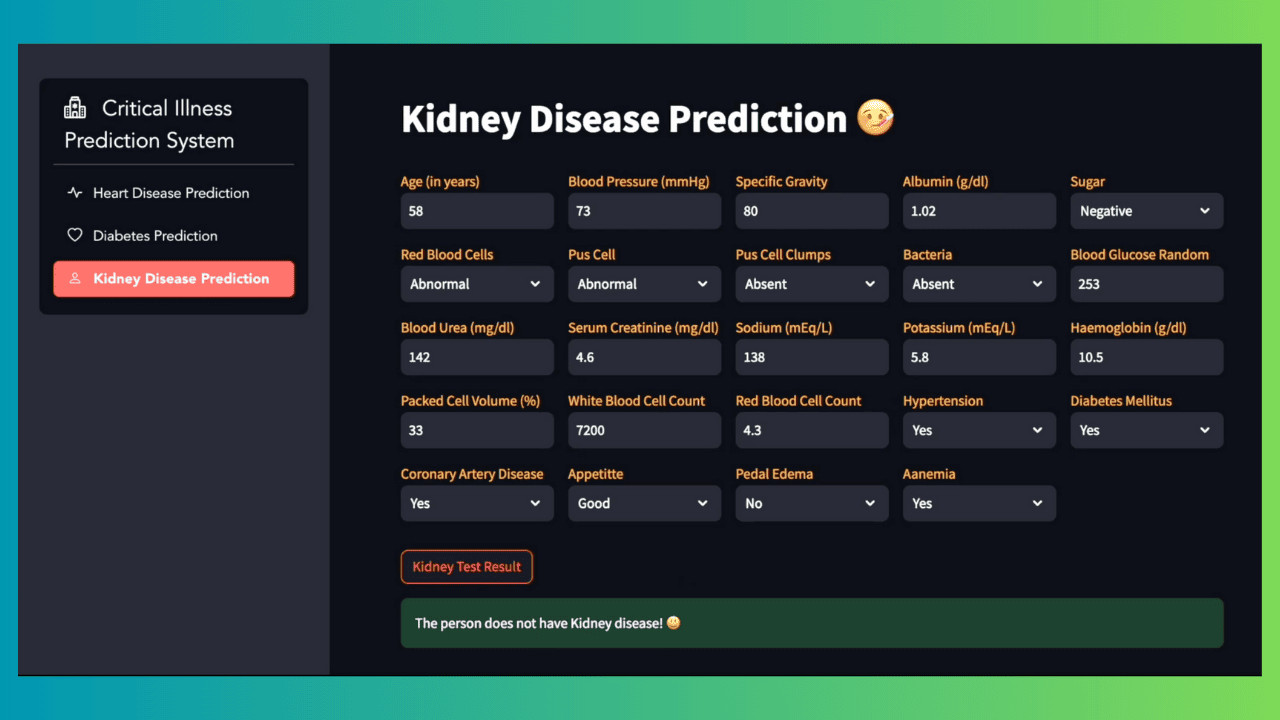 Critical Illness
Prediction System
Heart Disease Prediction
Diabetes Prediction
Kidney Disease Prediction
Kidney Disease Prediction 🤒
Age (in years) Blood Pressure (mmHg) Specific Gravity Albumin (g/dl) Sugar
58 73 80 1.02 Negative
Red Blood Cells Pus Cell Pus Cell Clumps Bacteria Blood Glucose Random
Abnormal Abnormal Absent Absent 253
Blood Urea (mg/dl) Serum Creatinine (mg/dl) Sodium (mEq/L) Potassium (mEq/L) Haemoglobin (g/dl)
142 4.6 138 5.8 10.5
Packed Cell Volume (%) White Blood Cell Count Red Blood Cell Count Hypertension Diabetes Mellitus
33 7200 4.3 Yes Yes
Coronary Artery Disease Appetitte Pedal Edema Aanemia
Yes Good No Yes
Kidney Test Result
The person does not have Kidney disease! 😀